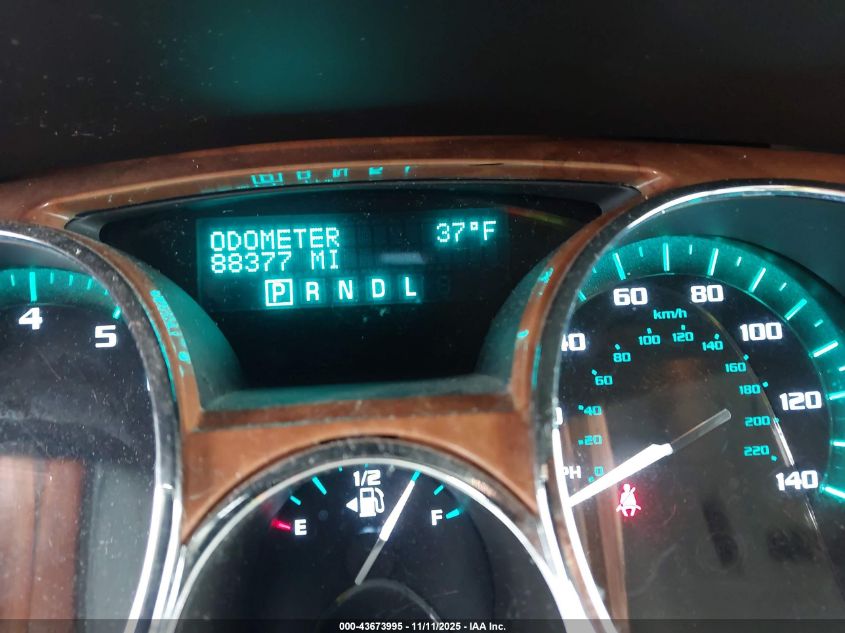 ODOMETER 37°F
88377 MI
P R N D L
4 5
60 80 100 120 140
km/h
0 20 40 60 80 100 120 140 160 180 200 220
1/2
E F
000-43673995 - 11/11/2025 - IAA Inc.